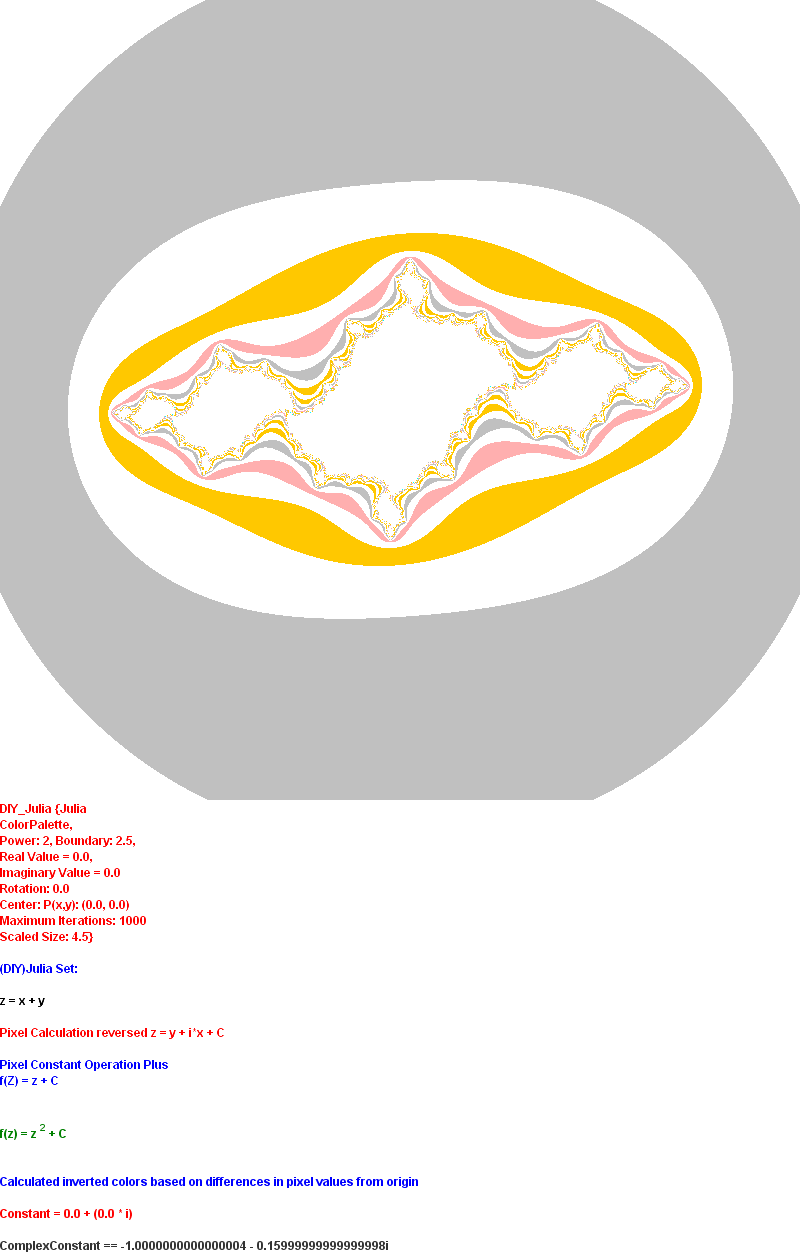 DIY_Julia {Julia
ColorPalette,
Power: 2, Boundary: 2.5,
Real Value = 0.0,
Imaginary Value = 0.0
Rotation: 0.0
Center: P(x,y): (0.0, 0.0)
Maximum Iterations: 1000
Scaled Size: 4.5}
(DIY)Julia Set:
z = x + y
Pixel Calculation reversed z = y + i*x + C
Pixel Constant Operation Plus
f(Z) = z + C
f(z) = z 2 + C
Calculated inverted colors based on differences in pixel values from origin
Constant = 0.0 + (0.0 * i)
ComplexConstant == -1.0000000000000004 - 0.15999999999999998i